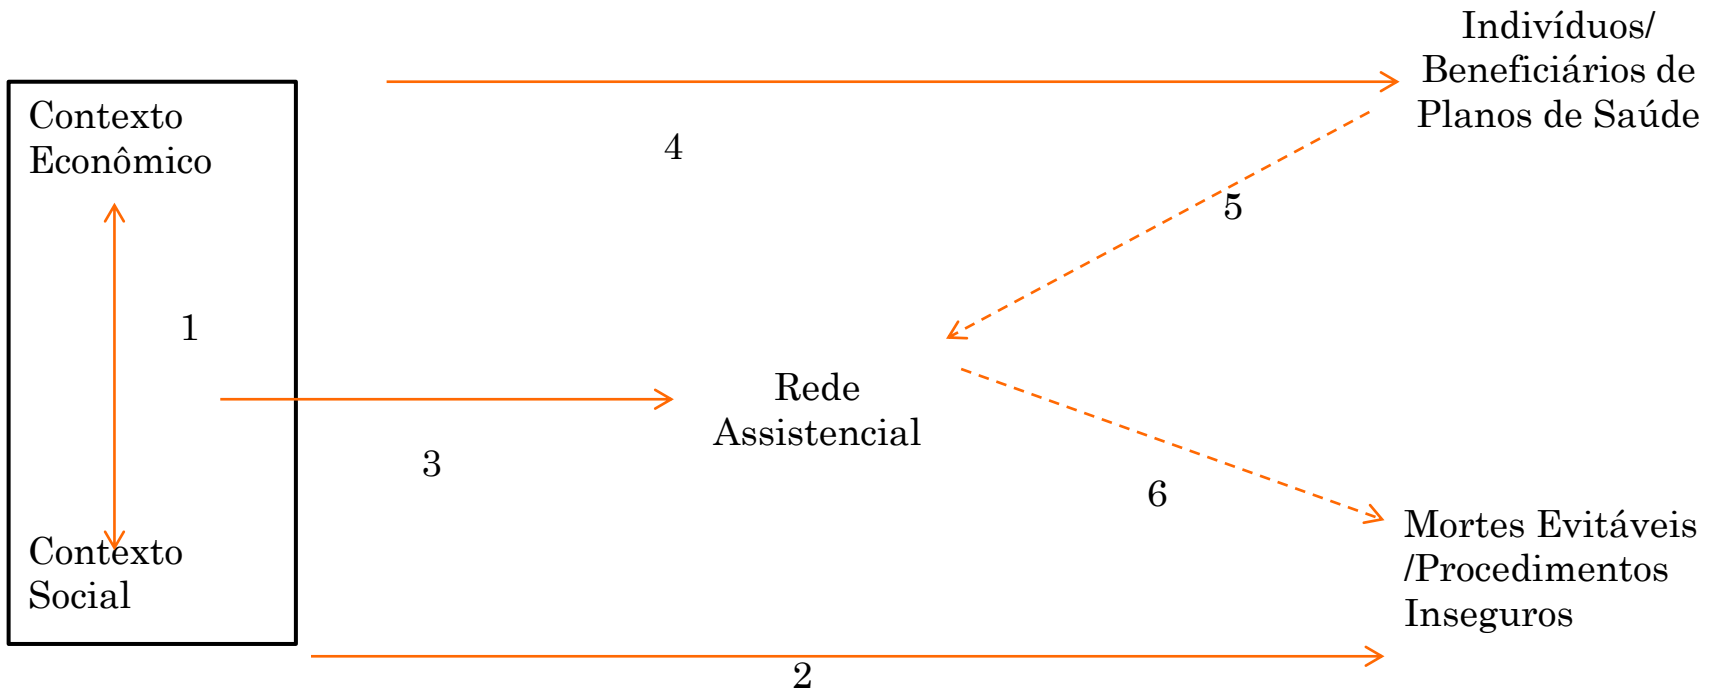 Indivíduos/
Beneficiários de
Planos de Saúde
Contexto
Econômico
4
5
1
Rede
Assistencial
3
6
Contexto
Social
Mortes Evitáveis
/Procedimentos
Inseguros
2